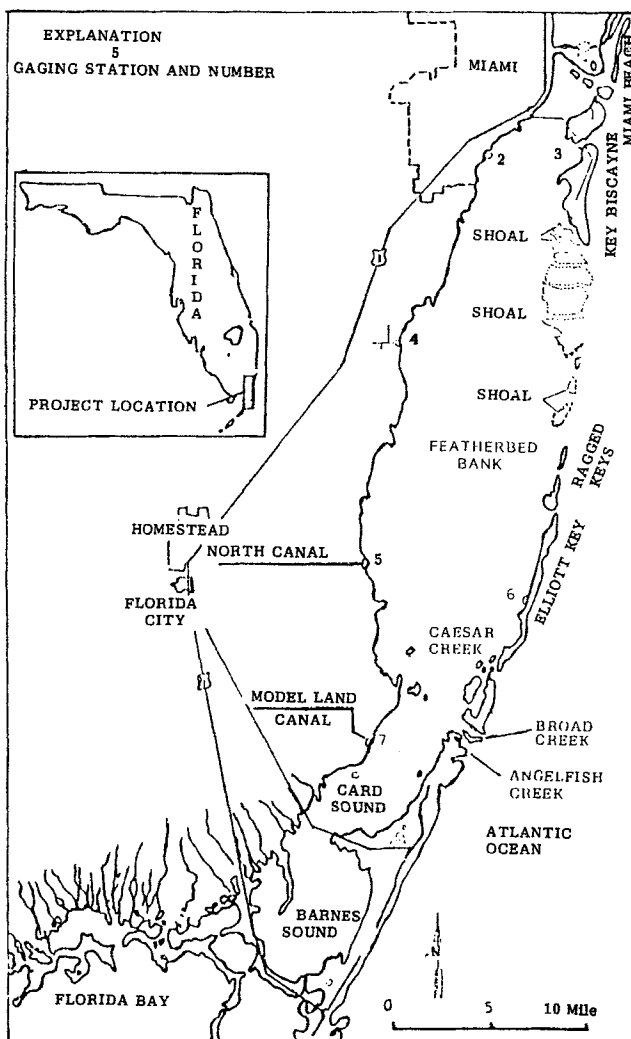 EXPLANATION
5
GAGING STATION AND NUMBER
MIAMI
MIAMI BEACH
2
3
KEY BISCAYNE
FLORIDA
SHOAL
1
SHOAL
4
PROJECT LOCATION
SHOAL
FEATHERBED
BANK
RAGGED
KEYS
HOMESTEAD
NORTH CANAL
5
FLORIDA
CITY
6
ELLIOTT KEY
CAESAR
CREEK
MODEL LAND
CANAL
7
BROAD
CREEK
ANGELFISH
CREEK
CARD
SOUND
ATLANTIC
OCEAN
BARNES
SOUND
FLORIDA BAY
0 5 10 Mile